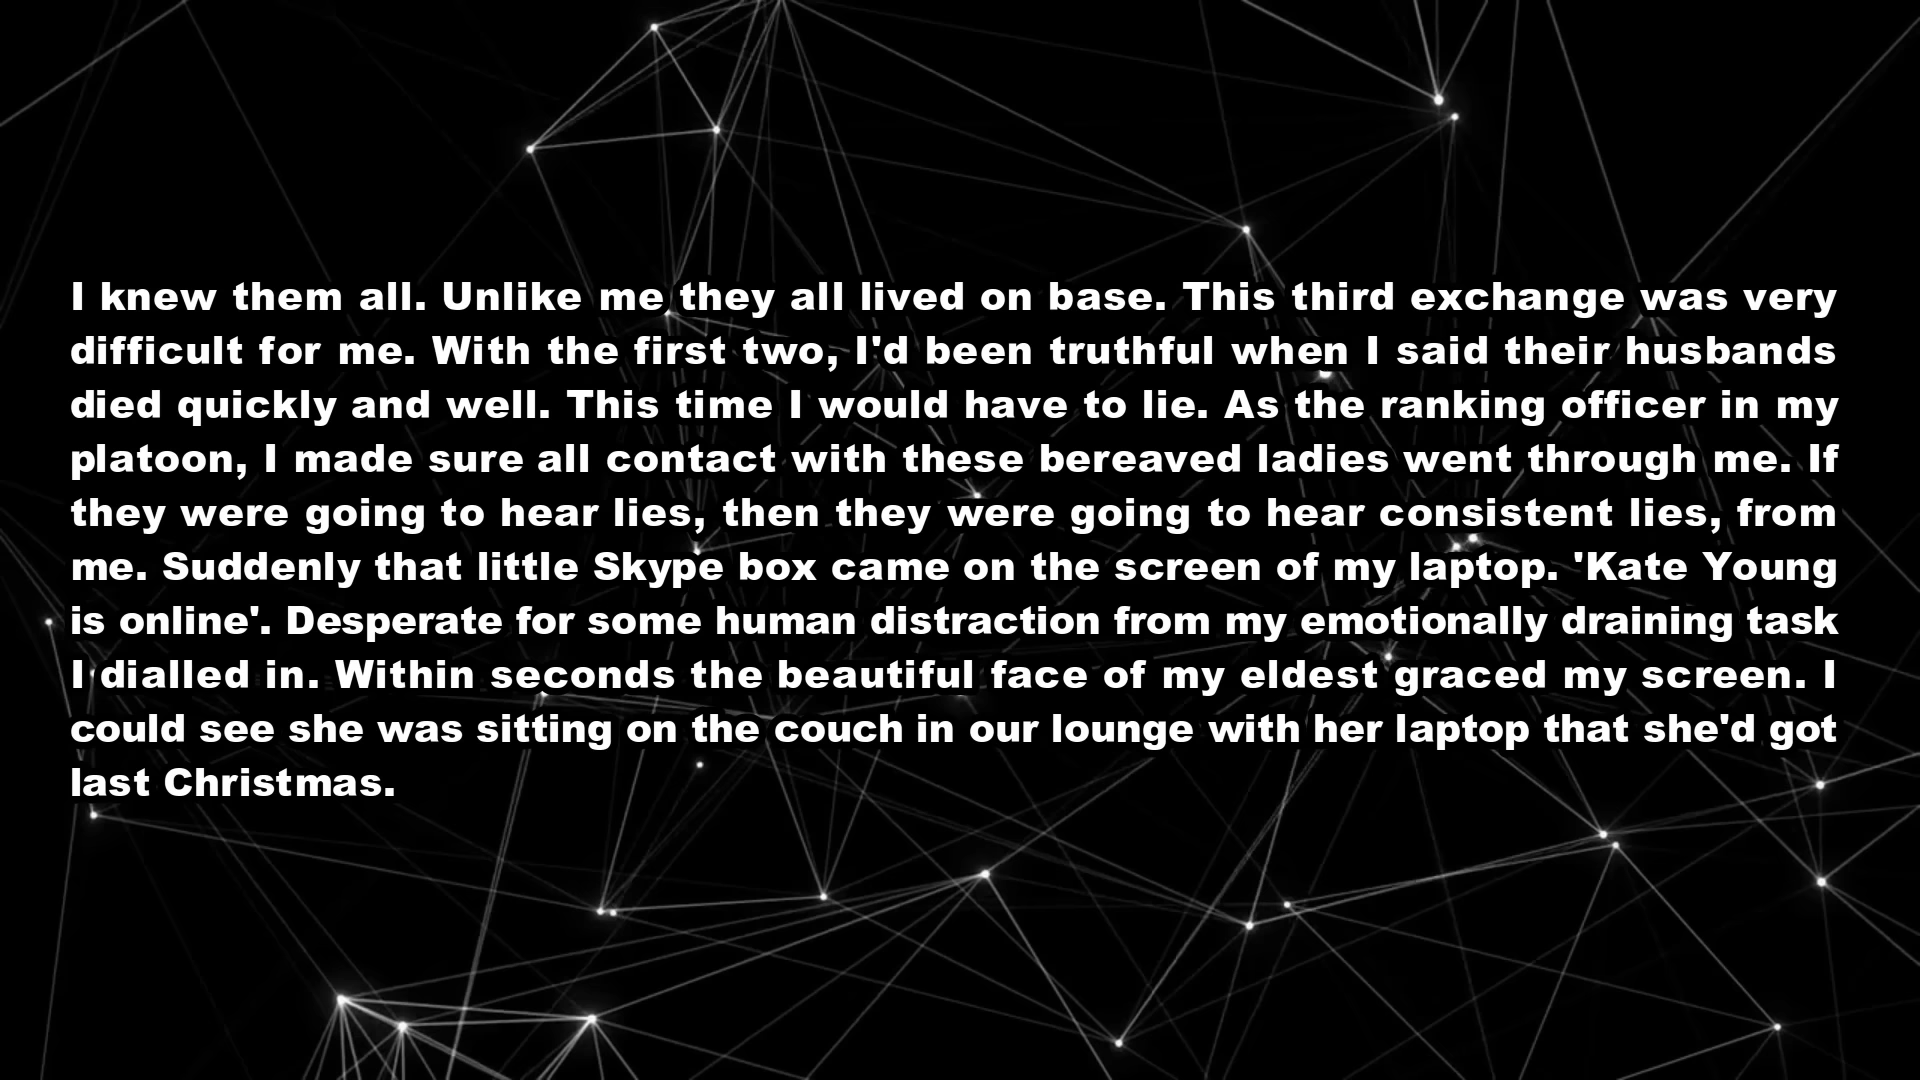 I knew them all. Unlike me they all lived on base. This third exchange was very
difficult for me. With the first two, I'd been truthful when I said their husbands
died quickly and well. This time I would have to lie. As the ranking officer in my
platoon, I made sure all contact with these bereaved ladies went through me. If
they were going to hear lies, then they were going to hear consistent lies, from
me. Suddenly that little Skype box came on the screen of my laptop. 'Kate Young
is online'. Desperate for some human distraction from my emotionally draining task
I dialled in. Within seconds the beautiful face of my eldest graced my screen. I
could see she was sitting on the couch in our lounge with her laptop that she'd got
last Christmas.